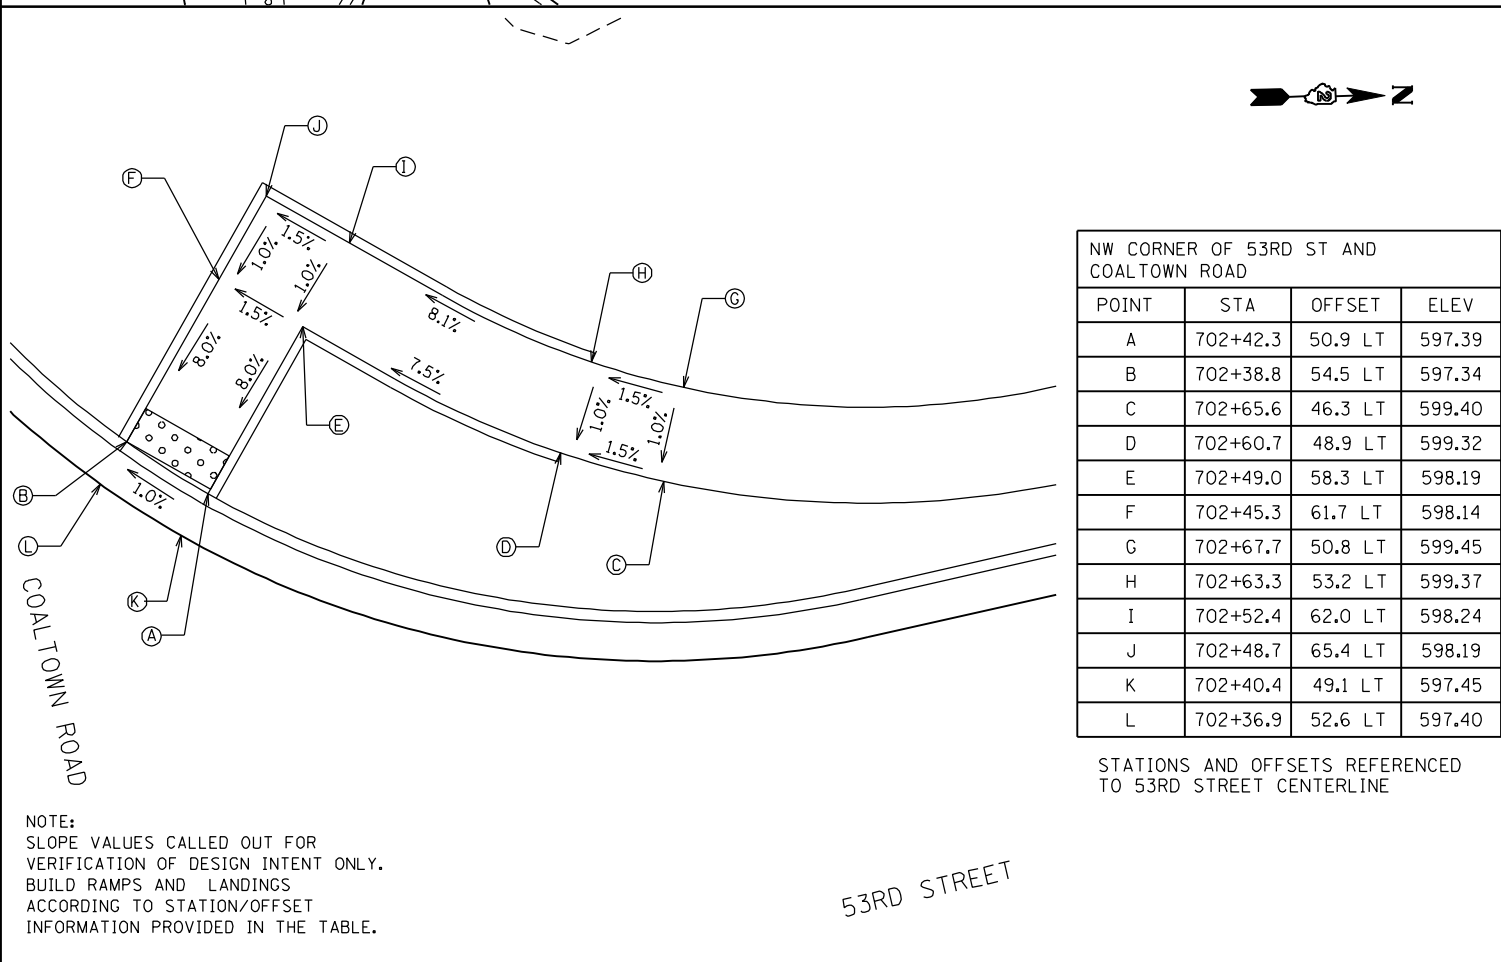 N
J
I
F
H
G
1.5%
1.0%
1.0%
1.5%
8.1%
8.0%
8.0%
7.5%
1.5%
1.0%
1.0%
1.5%
E
B
1.0%
L
D
C
K
A
COALTOWN ROAD
53RD STREET
NW CORNER OF 53RD ST AND
COALTOWN ROAD
POINT STA OFFSET ELEV
A 702+42.3 50.9 LT 597.39
B 702+38.8 54.5 LT 597.34
C 702+65.6 46.3 LT 599.40
D 702+60.7 48.9 LT 599.32
E 702+49.0 58.3 LT 598.19
F 702+45.3 61.7 LT 598.14
G 702+67.7 50.8 LT 599.45
H 702+63.3 53.2 LT 599.37
I 702+52.4 62.0 LT 598.24
J 702+48.7 65.4 LT 598.19
K 702+40.4 49.1 LT 597.45
L 702+36.9 52.6 LT 597.40
STATIONS AND OFFSETS REFERENCED
TO 53RD STREET CENTERLINE
NOTE:
SLOPE VALUES CALLED OUT FOR
VERIFICATION OF DESIGN INTENT ONLY.
BUILD RAMPS AND LANDINGS
ACCORDING TO STATION/OFFSET
INFORMATION PROVIDED IN THE TABLE.